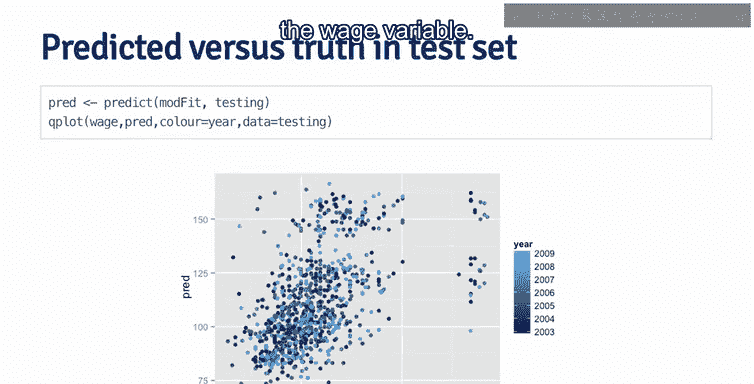 the wage variable.
Predicted versus truth in test set
pred <- predict(modFit, testing)
qplot(wage,pred,colour=year,data=testing)
150
125
100
75
pred
year
2009
2008
2007
2006
2005
2004
2003